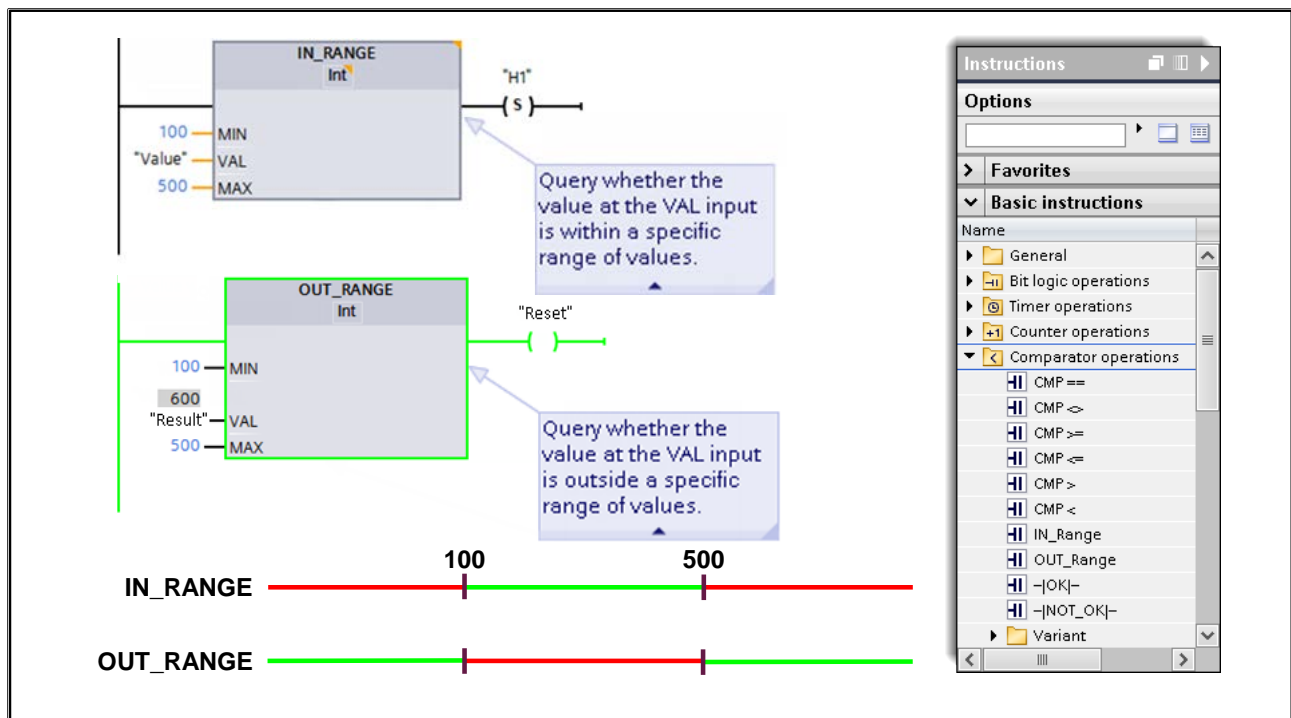 IN_RANGE
Int
"H1"
( S )
100
MIN
"Value"
VAL
500
MAX
Query whether the
value at the VAL input
is within a specific
range of values.
OUT_RANGE
Int
"Reset"
100
MIN
600
"Result"
VAL
500
MAX
Query whether the
value at the VAL input
is outside a specific
range of values.
100 500
IN_RANGE
OUT_RANGE
Instructions
Options
Favorites
Basic instructions
Name
General
Bit logic operations
Timer operations
+1 Counter operations
Comparator operations
CMP ==
CMP <>
CMP >=
CMP <=
CMP >
CMP <
IN_Range
OUT_Range
-|OK|-
-|NOT_OK|-
Variant